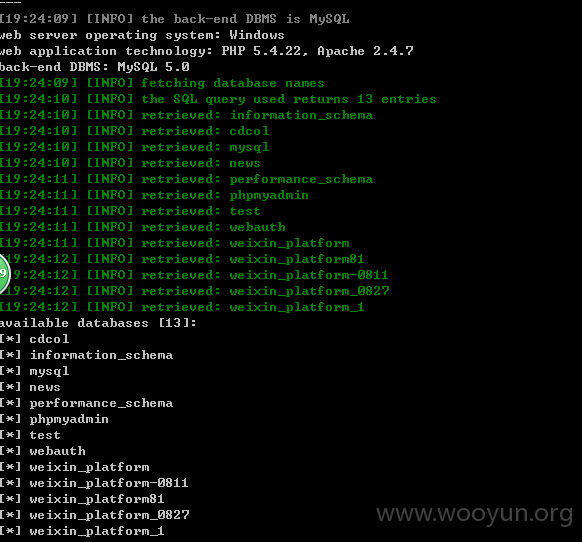 ---
[19:24:09] [INFO] the back-end DBMS is MySQL
web server operating system: Windows
web application technology: PHP 5.4.22, Apache 2.4.7
back-end DBMS: MySQL 5.0
[19:24:09] [INFO] fetching database names
[19:24:10] [INFO] the SQL query used returns 13 entries
[19:24:10] [INFO] retrieved: information_schema
[19:24:10] [INFO] retrieved: cdcol
[19:24:10] [INFO] retrieved: mysql
[19:24:10] [INFO] retrieved: news
[19:24:11] [INFO] retrieved: performance_schema
[19:24:11] [INFO] retrieved: phpmyadmin
[19:24:11] [INFO] retrieved: test
[19:24:11] [INFO] retrieved: webauth
[19:24:11] [INFO] retrieved: weixin_platform
[19:24:12] [INFO] retrieved: weixin_platform81
9
[19:24:12] [INFO] retrieved: weixin_platform-0811
[19:24:12] [INFO] retrieved: weixin_platform_0827
[19:24:12] [INFO] retrieved: weixin_platform_1
available databases [13]:
[*] cdcol
[*] information_schema
[*] mysql
[*] news
[*] performance_schema
[*] phpmyadmin
[*] test
[*] webauth
[*] weixin_platform
[*] weixin_platform-0811
[*] weixin_platform81
[*] weixin_platform_0827
[*] weixin_platform_1
www.wooyun.org